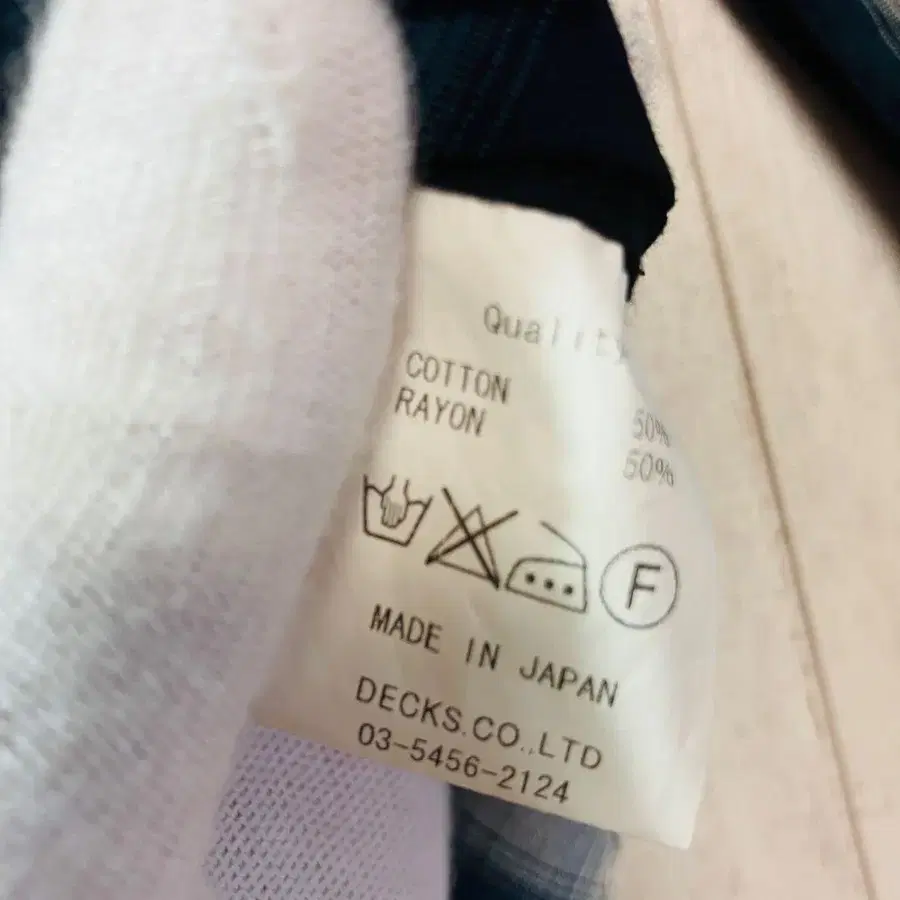 Quality
COTTON 50%
RAYON 50%
F
MADE IN JAPAN
DECKS.CO.,LTD
03-5456-2124